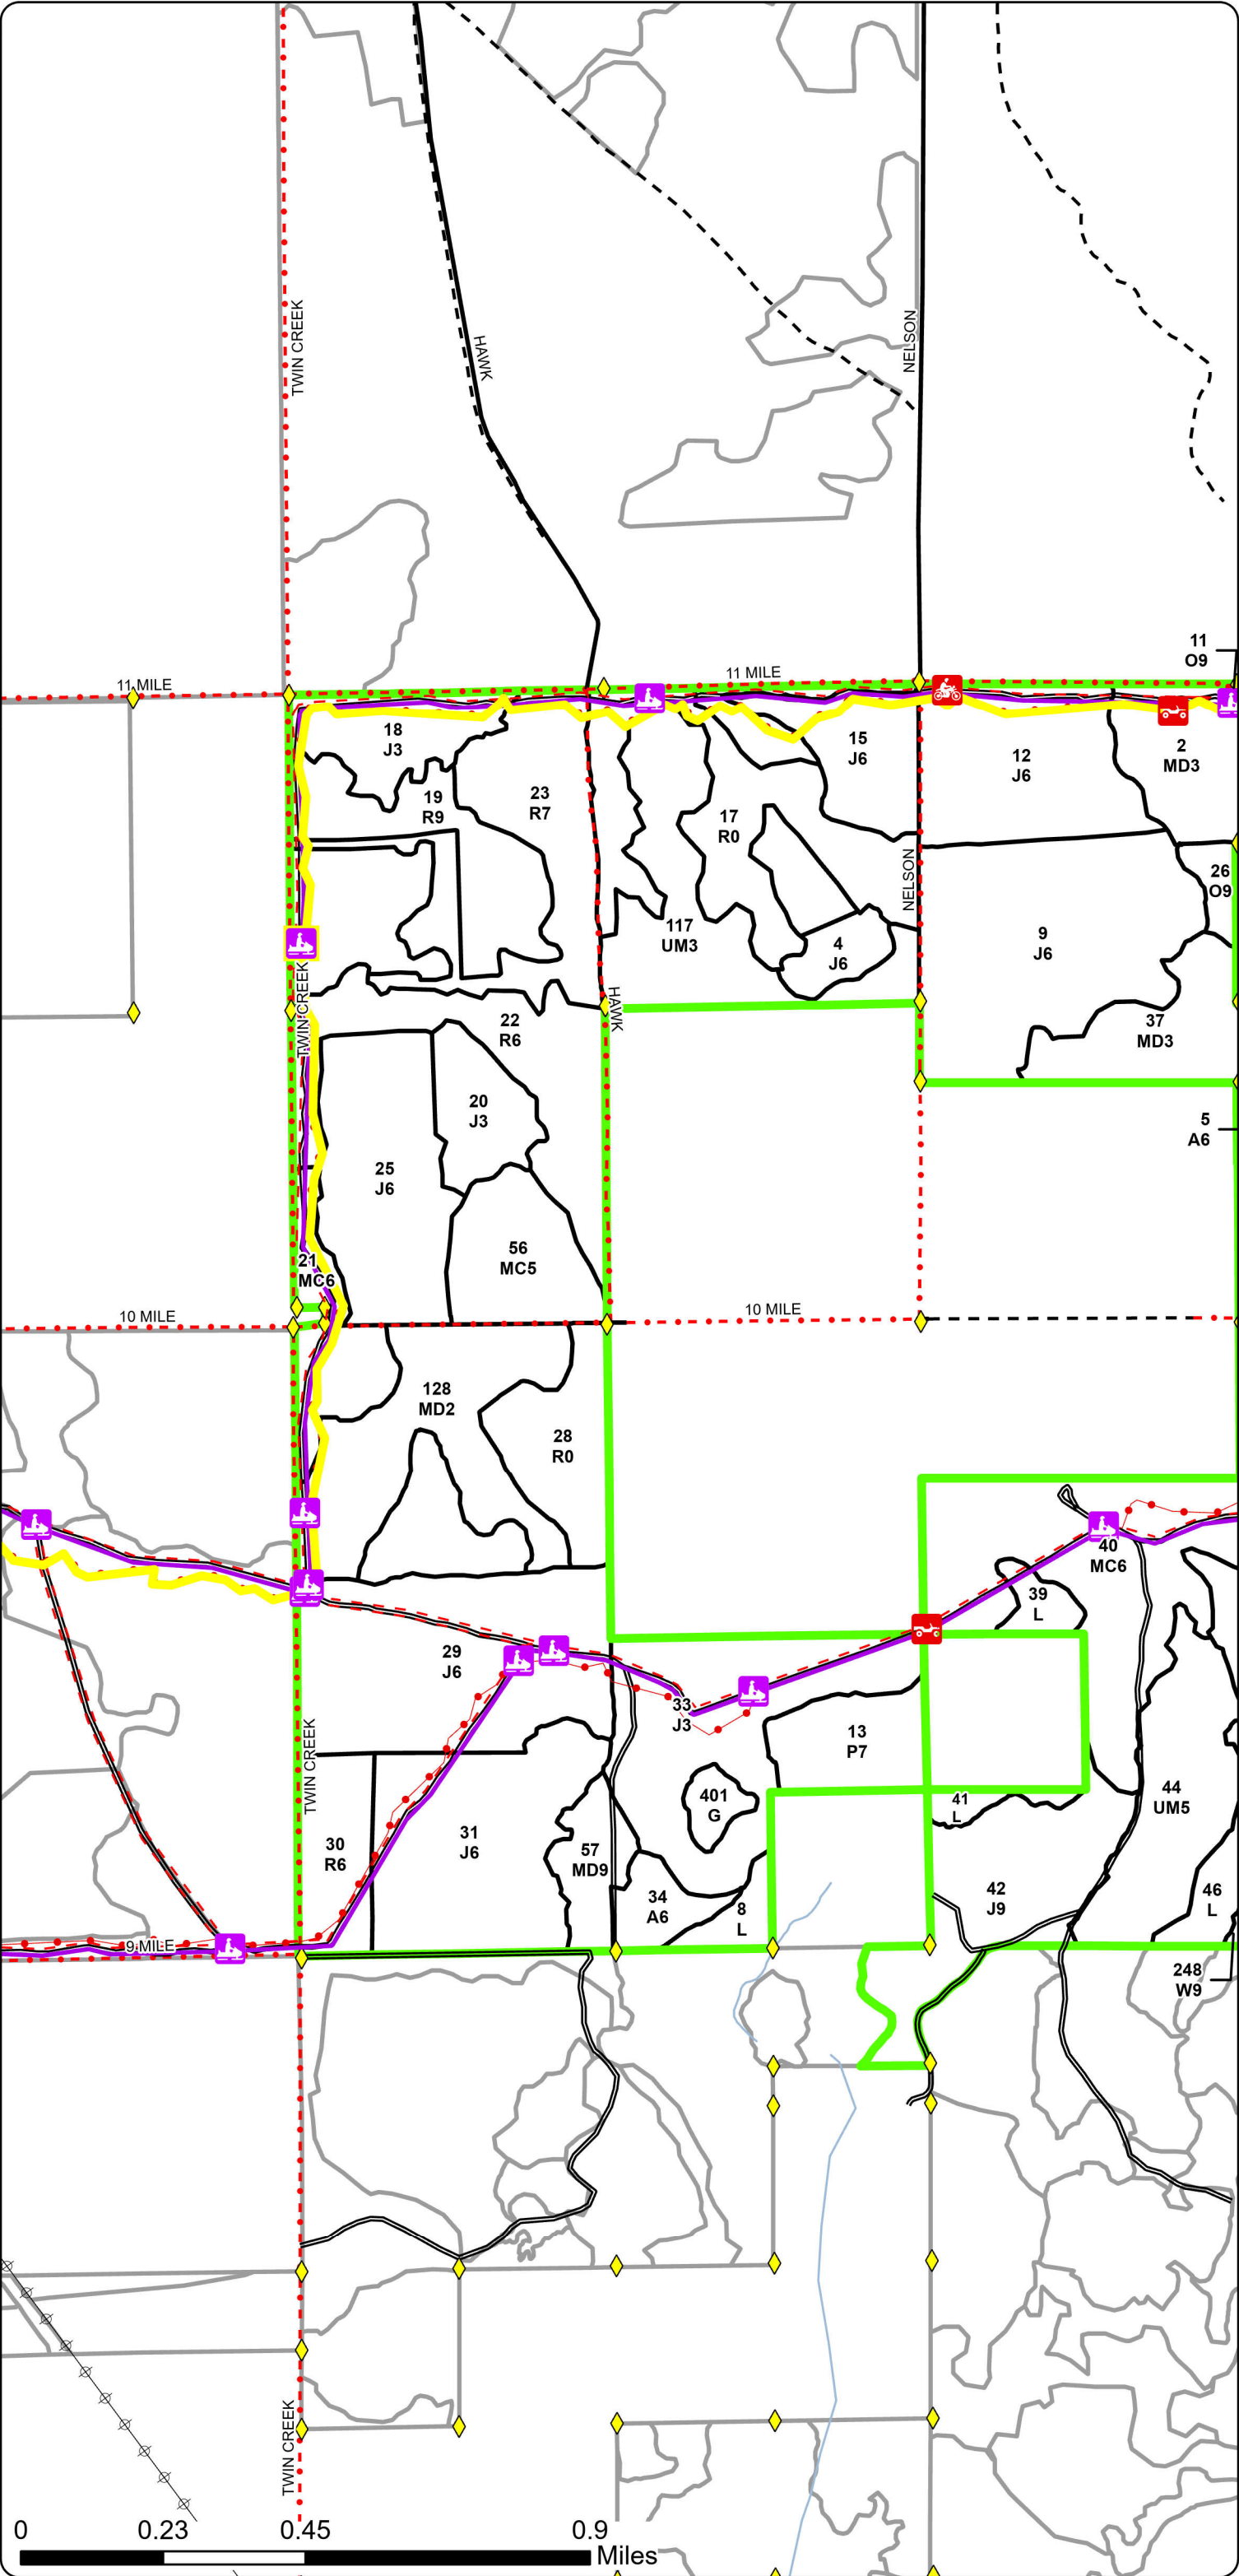 TWIN CREEK
HAWK
NELSON
11
O9
11 MILE
11 MILE
18
J3
15
J6
12
J6
2
MD3
19
R9
23
R7
17
R0
NELSON
26
O9
117
UM3
4
J6
9
J6
TWIN CREEK
HAWK
22
R6
37
MD3
20
J3
5
A6
25
J6
56
MC5
21
MC6
10 MILE
10 MILE
128
MD2
28
R0
40
MC6
39
L
29
J6
33
J3
13
P7
TWIN CREEK
401
G
41
L
44
UM5
30
R6
31
J6
57
MD9
34
A6
8
L
42
J9
46
L
9 MILE
248
W9
TWIN CREEK
0 0.23 0.45 0.9
Miles